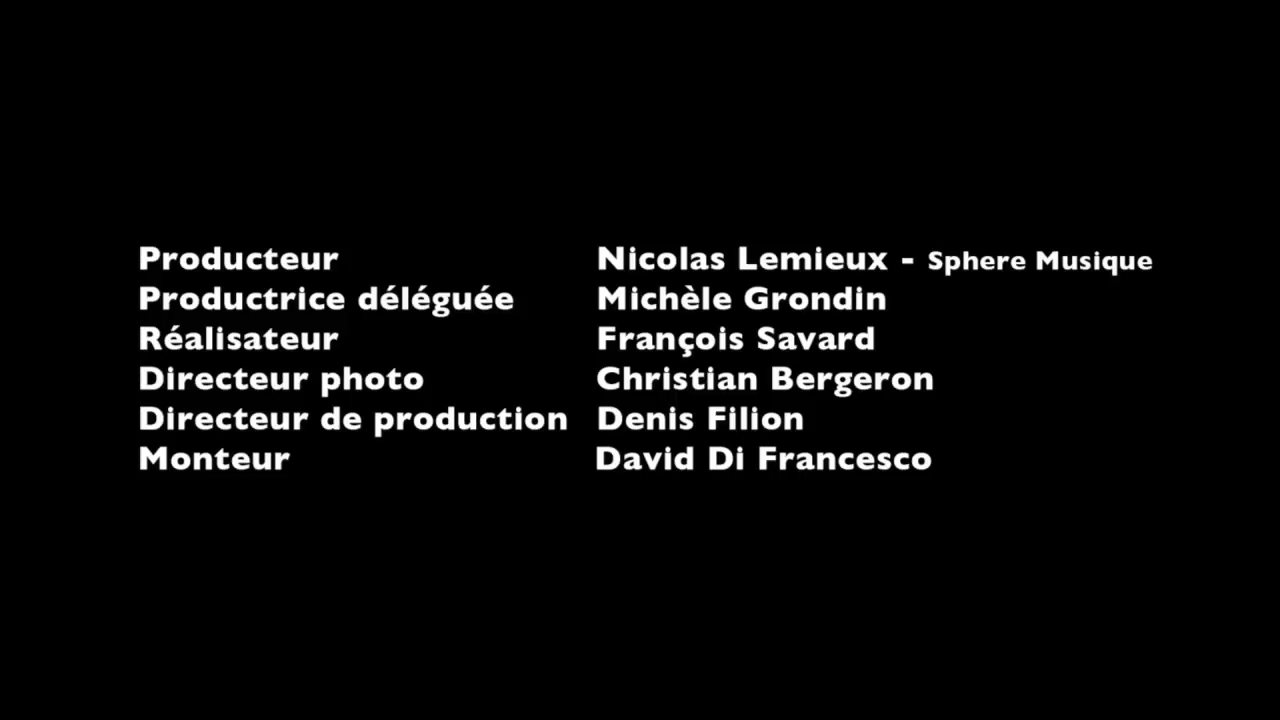 Producteur Nicolas Lemieux - Sphere Musique
Productrice déléguée Michèle Grondin
Réalisateur François Savard
Directeur photo Christian Bergeron
Directeur de production Denis Filion
Monteur David Di Francesco